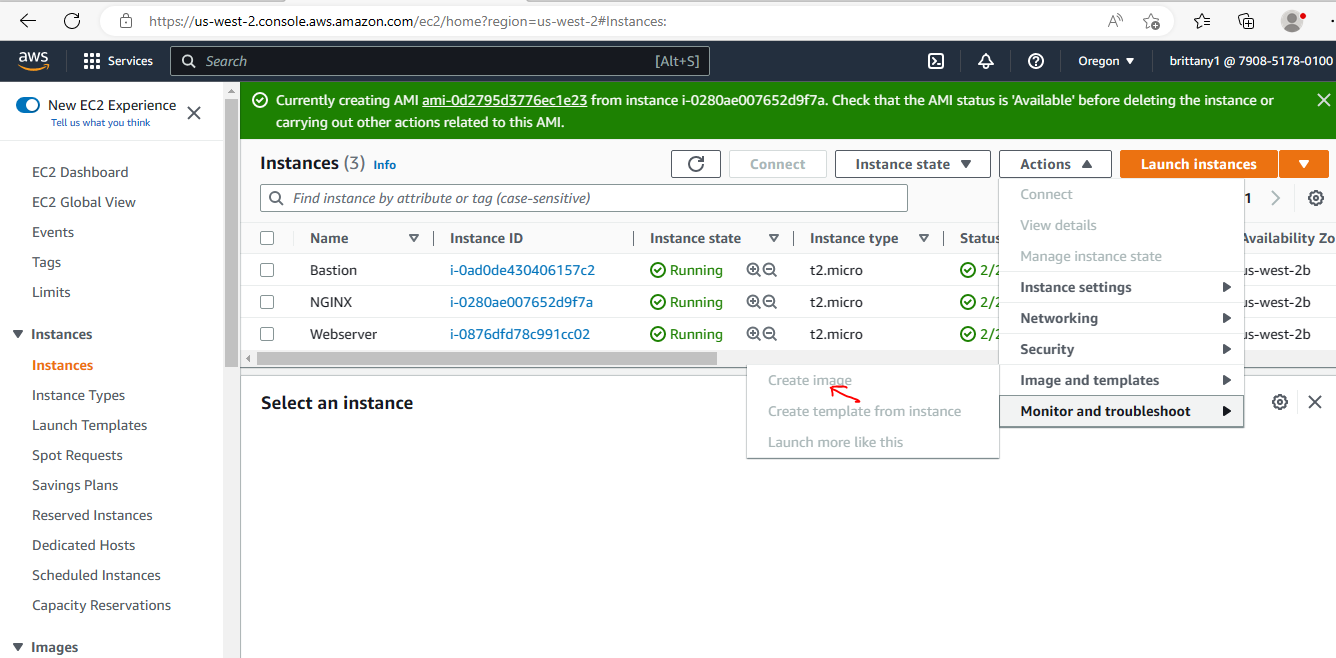 https://us-west-2.console.aws.amazon.com/ec2/home?region=us-west-2#Instances:
aws
Services
Search
[Alt+S]
Oregon
brittany1 @ 7908-5178-0100
New EC2 Experience
Tell us what you think
EC2 Dashboard
EC2 Global View
Events
Tags
Limits
Instances
Instances
Instance Types
Launch Templates
Spot Requests
Savings Plans
Reserved Instances
Dedicated Hosts
Scheduled Instances
Capacity Reservations
Images
Currently creating AMI ami-0d2795d3776ec1e23 from instance i-0280ae007652d9f7a. Check that the AMI status is 'Available' before deleting the instance or
carrying out other actions related to this AMI.
Instances (3) Info
Connect
Instance state
Actions
Launch instances
Find instance by attribute or tag (case-sensitive)
1
Name Instance ID Instance state Instance type Status Availability Zo
Bastion i-0ad0de430406157c2 Running t2.micro 2/2 us-west-2b
NGINX i-0280ae007652d9f7a Running t2.micro 2/2 us-west-2b
Webserver i-0876dfd78c991cc02 Running t2.micro 2/2 us-west-2b
Connect
View details
Manage instance state
Instance settings
Networking
Security
Image and templates
Monitor and troubleshoot
Create image
Create template from instance
Launch more like this
Select an instance